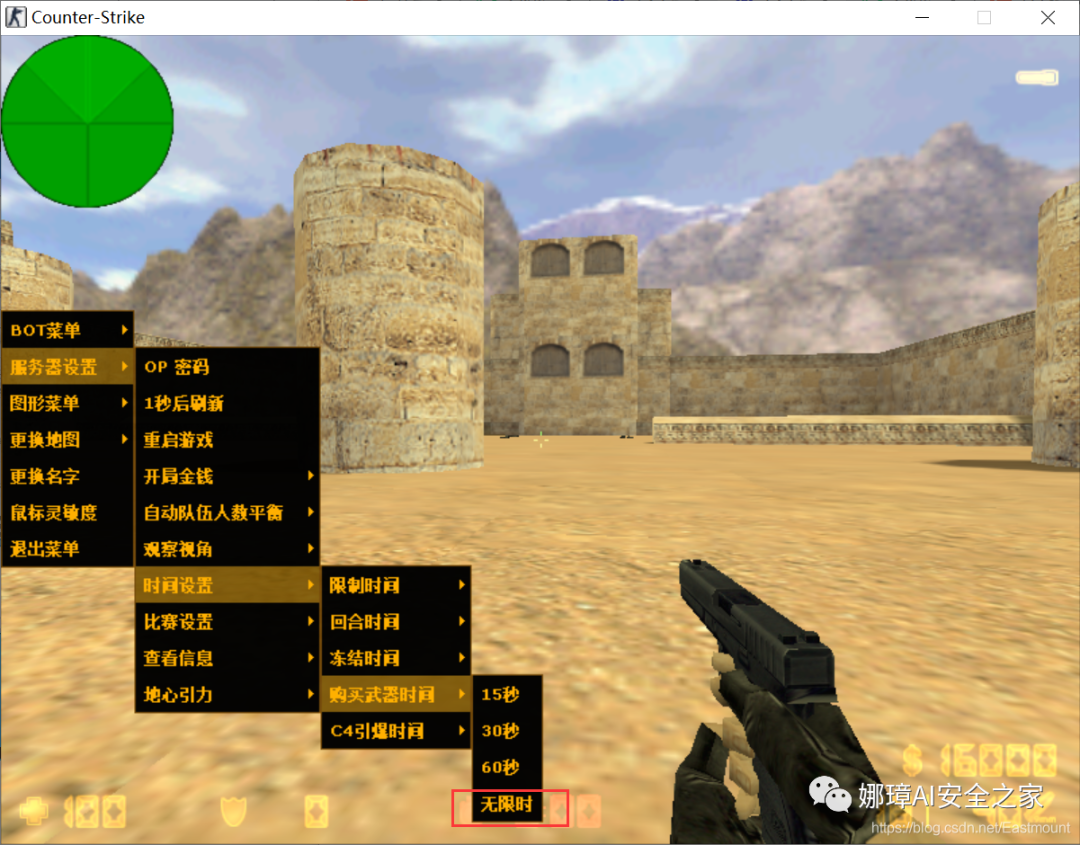 Counter-Strike
BOT菜单
服务器设置
图形菜单
更换地图
更换名字
鼠标灵敏度
退出菜单
OP 密码
1秒后刷新
重启游戏
开局金钱
自动队伍人数平衡
观察视角
时间设置
比赛设置
查看信息
地心引力
限制时间
回合时间
冻结时间
购买武器时间
C4引爆时间
15秒
30秒
60秒
无限时
$ 16000
100
0
娜璋AI安全之家
https://blog.csdn.net/Eastmount